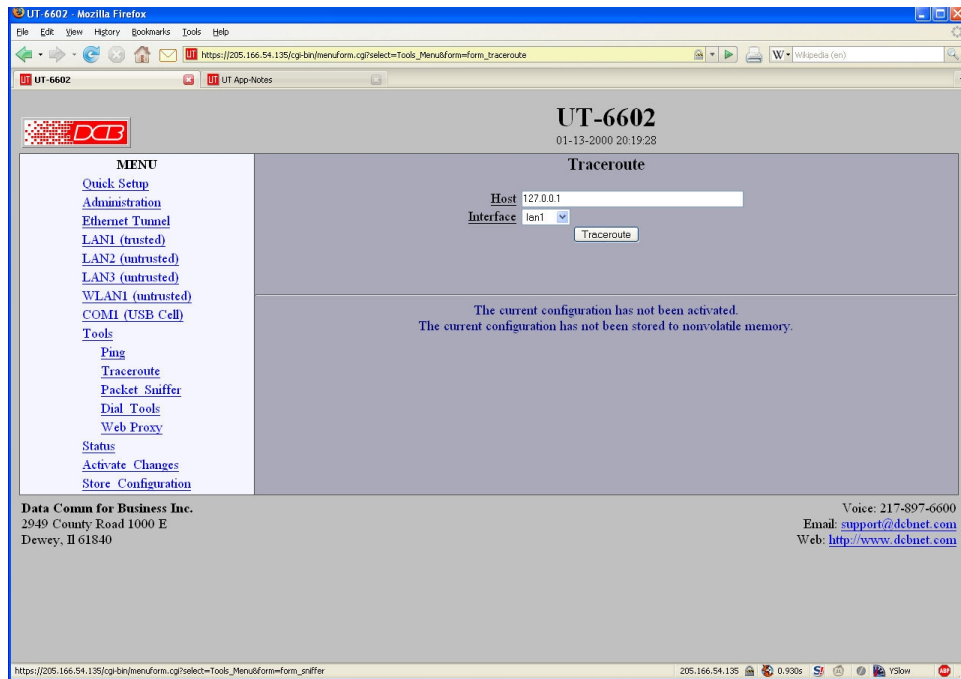 UT-6602 - Mozilla Firefox
File Edit View History Bookmarks Tools Help
https://205.166.54.135/cgi-bin/menuform.cgi?select=Tools_Menu&form=form_traceroute
W Wikipedia (en)
UT UT-6602 UT UT App-Notes
DCB
UT-6602
01-13-2000 20:19:28
MENU
Quick Setup
Administration
Ethernet Tunnel
LAN1 (trusted)
LAN2 (untrusted)
LAN3 (untrusted)
WLAN1 (untrusted)
COM1 (USB Cell)
Tools
Ping
Traceroute
Packet Sniffer
Dial Tools
Web Proxy
Status
Activate Changes
Store Configuration
Traceroute
Host 127.0.0.1
Interface lan1
Traceroute
The current configuration has not been activated.
The current configuration has not been stored to nonvolatile memory.
Data Comm for Business Inc.
2949 County Road 1000 E
Dewey, Il 61840
Voice: 217-897-6600
Email: support@dcbnet.com
Web: http://www.dcbnet.com
https://205.166.54.135/cgi-bin/menuform.cgi?select=Tools_Menu&form=form_sniffer
205.166.54.135 0.930s YSlow ABP